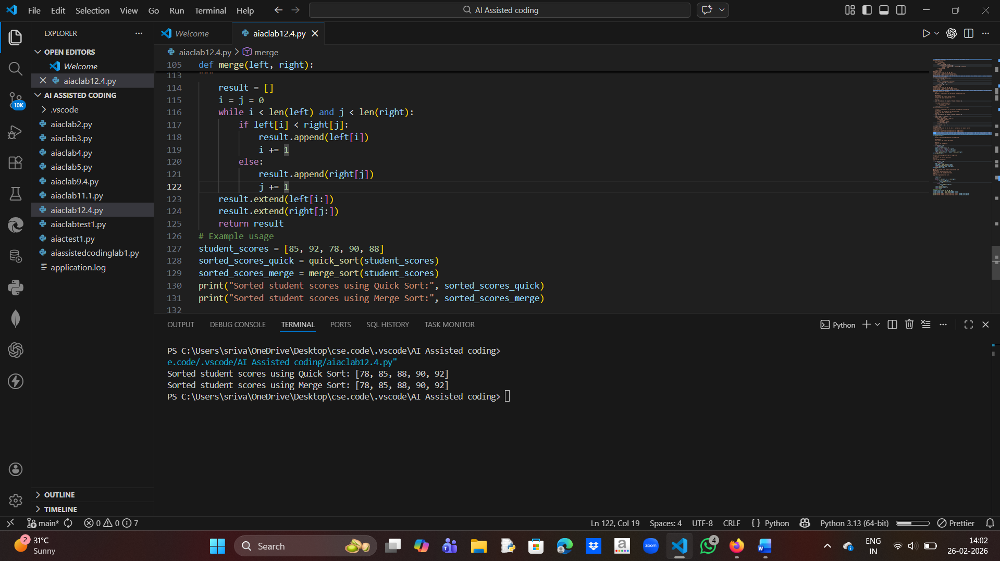 File Edit Selection View Go Run Terminal Help
AI Assisted coding
EXPLORER
OPEN EDITORS
Welcome
aiaclab12.4.py
AI ASSISTED CODING
.vscode
aiaclab2.py
aiaclab3.py
aiaclab4.py
aiaclab5.py
aiaclab9.4.py
aiaclab11.1.py
aiaclab12.4.py
aiaclabtest1.py
aiactest1.py
aiassistedcodinglab1.py
application.log
OUTLINE
TIMELINE
10K
Welcome aiaclab12.4.py
aiaclab12.4.py > merge
105 def merge(left, right):
113 """
114 result = []
115 i = j = 0
116 while i < len(left) and j < len(right):
117 if left[i] < right[j]:
118 result.append(left[i])
119 i += 1
120 else:
121 result.append(right[j])
122 j += 1
123 result.extend(left[i:])
124 result.extend(right[j:])
125 return result
126 # Example usage
127 student_scores = [85, 92, 78, 90, 88]
128 sorted_scores_quick = quick_sort(student_scores)
129 sorted_scores_merge = merge_sort(student_scores)
130 print("Sorted student scores using Quick Sort:", sorted_scores_quick)
131 print("Sorted student scores using Merge Sort:", sorted_scores_merge)
132
OUTPUT DEBUG CONSOLE TERMINAL PORTS SQL HISTORY TASK MONITOR
Python
PS C:\Users\sriva\OneDrive\Desktop\cse.code\.vscode\AI Assisted coding>
e.code/.vscode/AI Assisted coding/aiaclab12.4.py"
Sorted student scores using Quick Sort: [78, 85, 88, 90, 92]
Sorted student scores using Merge Sort: [78, 85, 88, 90, 92]
PS C:\Users\sriva\OneDrive\Desktop\cse.code\.vscode\AI Assisted coding>
main* 0 0 7
Ln 122, Col 19 Spaces: 4 UTF-8 CRLF {} Python Python 3.13 (64-bit) Prettier
2
31°C
Sunny
Search
a
zoom
4
W
ENG
IN
14:02
26-02-2026